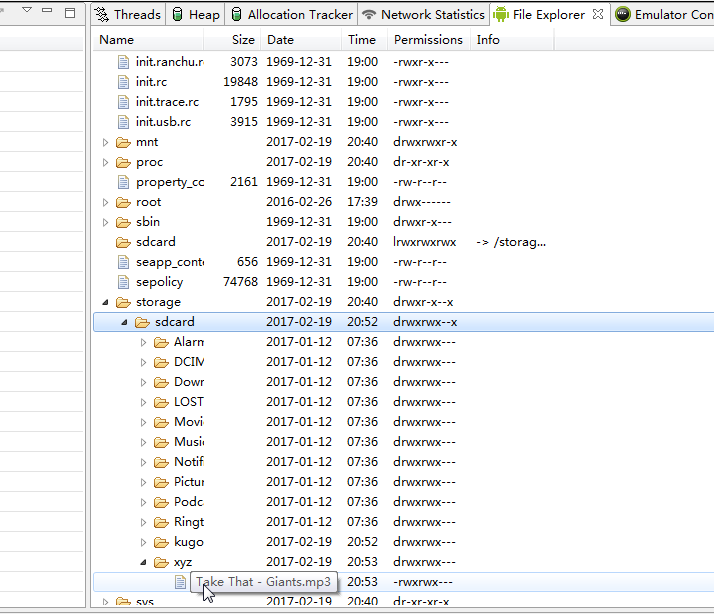 Threads Heap Allocation Tracker Network Statistics File Explorer Emulator Con
Name Size Date Time Permissions Info
init.ranchu.r 3073 1969-12-31 19:00 -rwxr-x---
init.rc 19848 1969-12-31 19:00 -rwxr-x---
init.trace.rc 1795 1969-12-31 19:00 -rwxr-x---
init.usb.rc 3915 1969-12-31 19:00 -rwxr-x---
mnt 2017-02-19 20:40 drwxrwxr-x
proc 2017-02-19 20:40 dr-xr-xr-x
property_cc 2161 1969-12-31 19:00 -rw-r--r--
root 2016-02-26 17:39 drwx------
sbin 1969-12-31 19:00 drwxr-x---
sdcard 2017-02-19 20:40 lrwxrwxrwx -> /storag...
seapp_conte 656 1969-12-31 19:00 -rw-r--r--
sepolicy 74768 1969-12-31 19:00 -rw-r--r--
storage 2017-02-19 20:40 drwxr-x--x
sdcard 2017-02-19 20:52 drwxrwx--x
Alarm 2017-01-12 07:36 drwxrwx---
DCIM 2017-01-12 07:36 drwxrwx---
Down 2017-01-12 07:36 drwxrwx---
LOST 2017-01-12 07:36 drwxrwx---
Movi 2017-01-12 07:36 drwxrwx---
Musi 2017-01-12 07:36 drwxrwx---
Notif 2017-01-12 07:36 drwxrwx---
Pictur 2017-01-12 07:36 drwxrwx---
Podc 2017-01-12 07:36 drwxrwx---
Ringt 2017-01-12 07:36 drwxrwx---
kugo 2017-02-19 20:52 drwxrwx---
xyz 2017-02-19 20:53 drwxrwx---
Take That - Giants.mp3 20:53 -rwxrwx---
sys 2017-02-19 20:40 dr-xr-xr-x